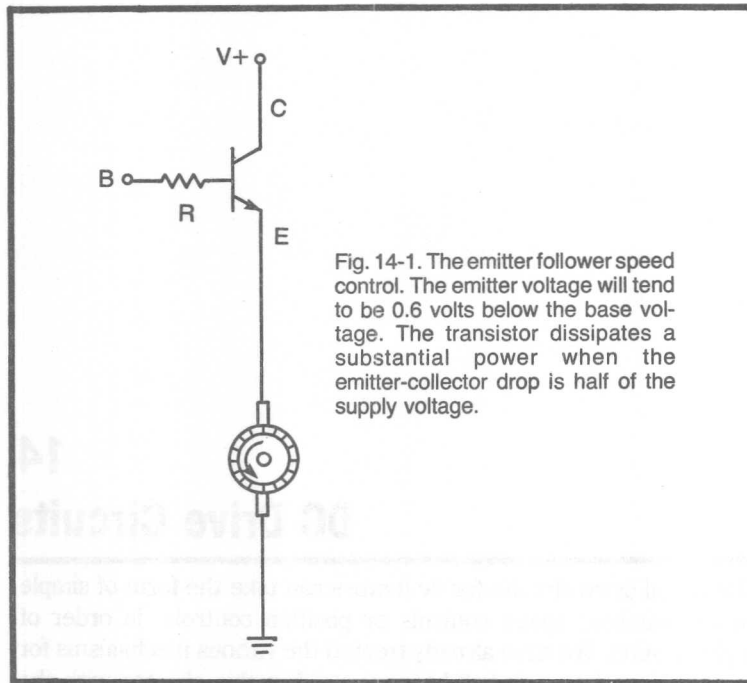 V+
C
B
R
E
Fig. 14-1. The emitter follower speed
control. The emitter voltage will tend
to be 0.6 volts below the base vol-
tage. The transistor dissipates a
substantial power when the
emitter-collector drop is half of the
supply voltage.
14
DC Drive Circuits